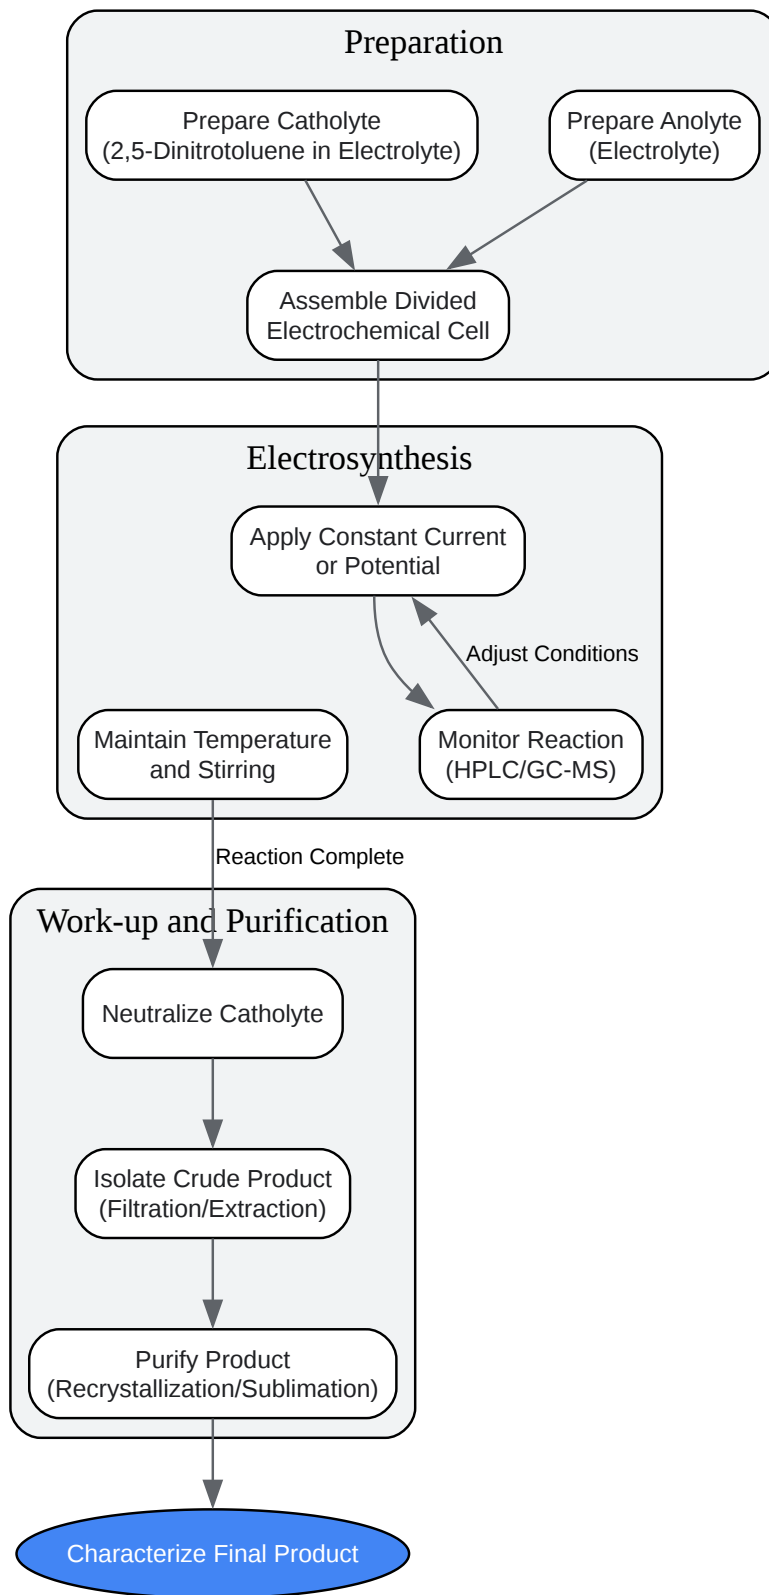 Preparation
Prepare Catholyte
(2,5-Dinitrotoluene in Electrolyte)
Prepare Anolyte
(Electrolyte)
Assemble Divided
Electrochemical Cell
Electrosynthesis
Apply Constant Current
or Potential
Adjust Conditions
Maintain Temperature
and Stirring
Monitor Reaction
(HPLC/GC-MS)
Reaction Complete
Work-up and Purification
Neutralize Catholyte
Isolate Crude Product
(Filtration/Extraction)
Purify Product
(Recrystallization/Sublimation)
Characterize Final Product